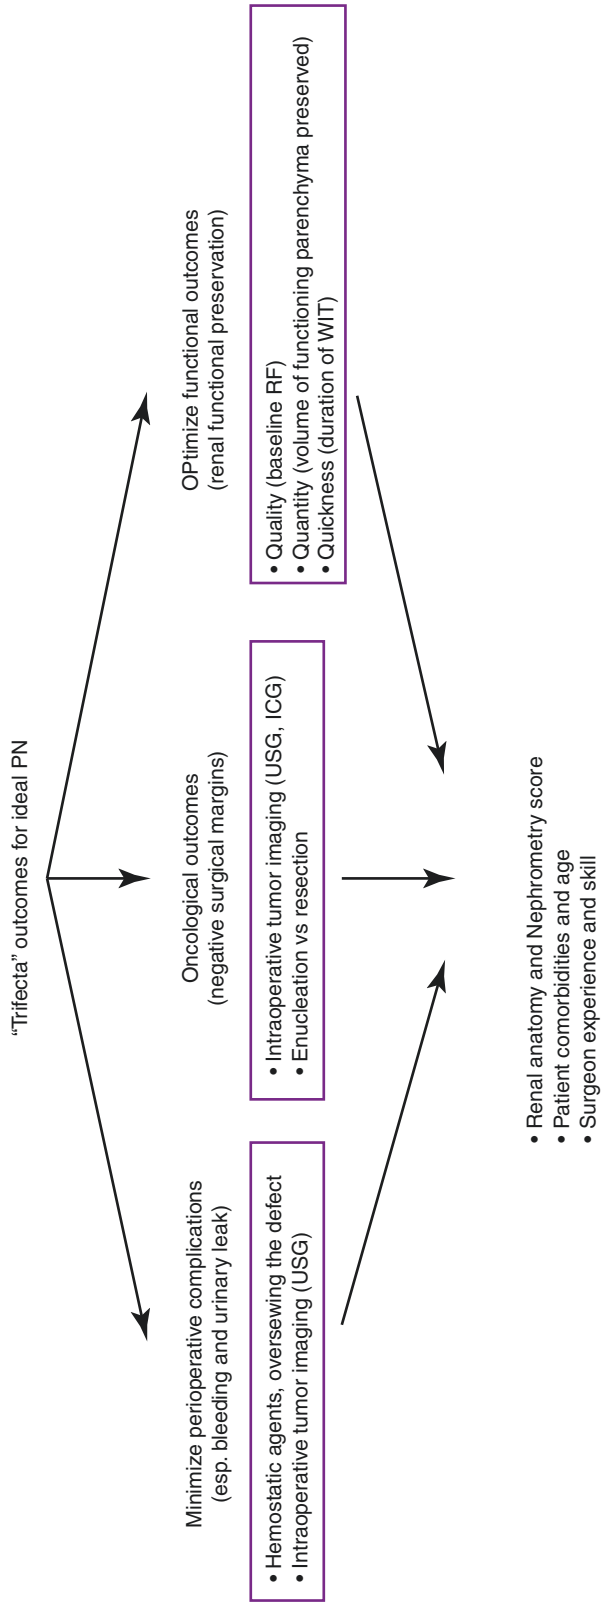 “Trifecta” outcomes for ideal PN
Minimize perioperative complications
(esp. bleeding and urinary leak)
• Hemostatic agents, oversewing the defect
• Intraoperative tumor imaging (USG)
Oncological outcomes
(negative surgical margins)
• Intraoperative tumor imaging (USG, ICG)
• Enucleation vs resection
OPtimize functional outcomes
(renal functional preservation)
• Quality (baseline RF)
• Quantity (volume of functioning parenchyma preserved)
• Quickness (duration of WIT)
• Renal anatomy and Nephrometry score
• Patient comorbidities and age
• Surgeon experience and skill